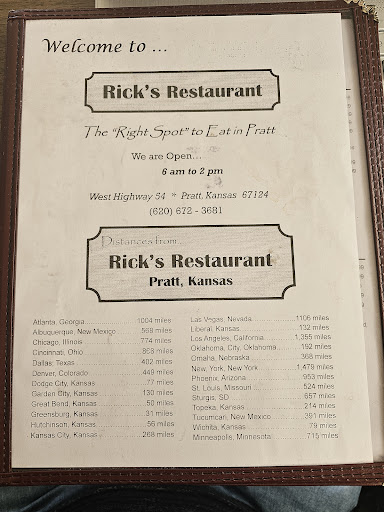 Welcome to ...
Rick's Restaurant
The "Right Spot" to Eat in Pratt
We are Open...
6 am to 2 pm
West Highway 54 * Pratt, Kansas 67124
(620) 672 - 3681
Distances from...
Rick's Restaurant
Pratt, Kansas
Atlanta, Georgia 1004 miles
Albuquerque, New Mexico 568 miles
Chicago, Illinois 774 miles
Cincinnati, Ohio 868 miles
Dallas, Texas 402 miles
Denver, Colorado 449 miles
Dodge City, Kansas 77 miles
Garden City, Kansas 130 miles
Great Bend, Kansas 50 miles
Greensburg, Kansas 31 miles
Hutchinson, Kansas 56 miles
Kansas City, Kansas 268 miles
Las Vegas, Nevada 1106 miles
Liberal, Kansas 132 miles
Los Angeles, California 1,355 miles
Oklahoma, City, Oklahoma 192 miles
Omaha, Nebraska 368 miles
New, York, New York 1,479 miles
Phoenix, Arizona 953 miles
St. Louis, Missouri 524 miles
Sturgis, SD 657 miles
Topeka, Kansas 214 miles
Tucumcari, New Mexico 391 miles
Wichita, Kansas 79 miles
Minneapolis, Minnesota 715 miles